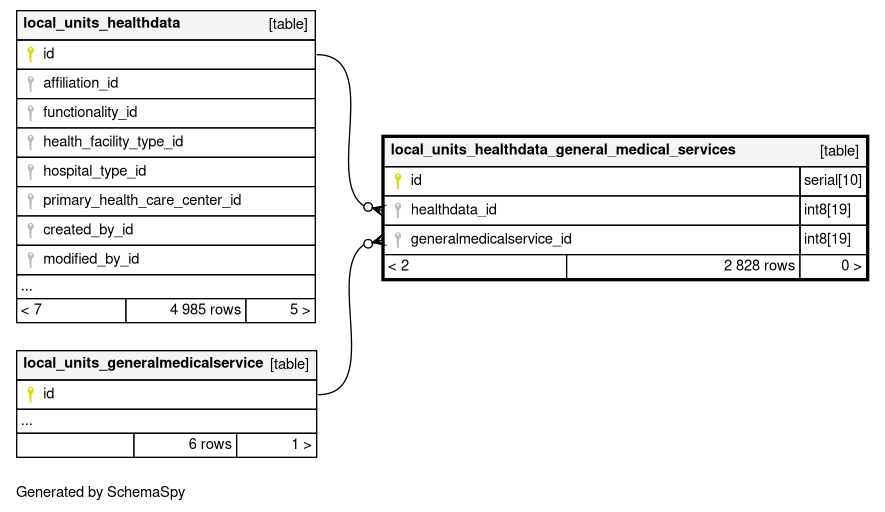 local_units_healthdata [table]
id
affiliation_id
functionality_id
health_facility_type_id
hospital_type_id
primary_health_care_center_id
created_by_id
modified_by_id
...
< 7 4 985 rows 5 >
local_units_healthdata_general_medical_services [table]
id serial[10]
healthdata_id int8[19]
generalmedicalservice_id int8[19]
< 2 2 828 rows 0 >
local_units_generalmedicalservice [table]
id
...
6 rows 1 >
Generated by SchemaSpy